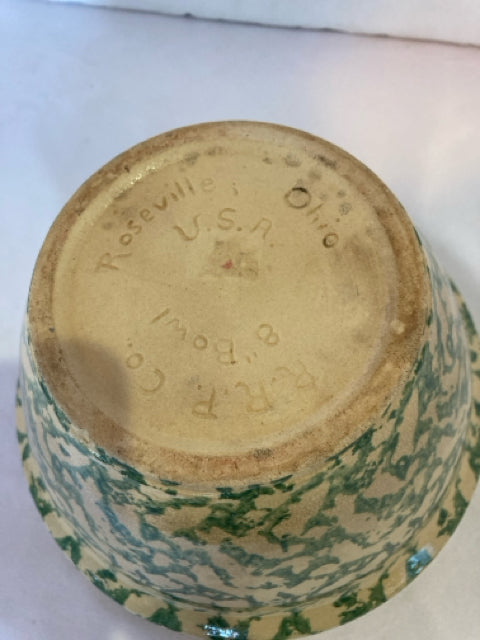 Roseville, Ohio
U.S.A.
8" Bowl
R.R.P. Co.